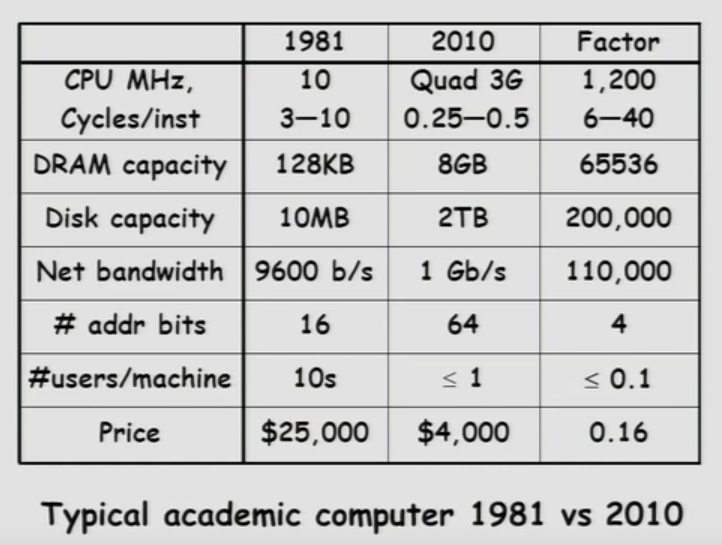 1981 2010 Factor
CPU MHz, 10 Quad 3G 1,200
Cycles/inst 3—10 0.25—0.5 6—40
DRAM capacity 128KB 8GB 65536
Disk capacity 10MB 2TB 200,000
Net bandwidth 9600 b/s 1 Gb/s 110,000
# addr bits 16 64 4
#users/machine 10s ≤ 1 ≤ 0.1
Price $25,000 $4,000 0.16
Typical academic computer 1981 vs 2010